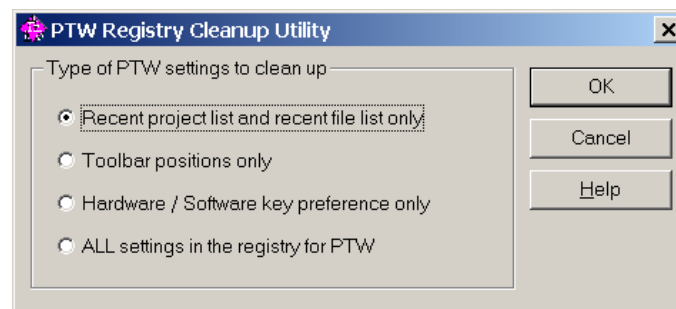 PTW Registry Cleanup Utility
Type of PTW settings to clean up
Recent project list and recent file list only
Toolbar positions only
Hardware / Software key preference only
ALL settings in the registry for PTW
OK
Cancel
Help